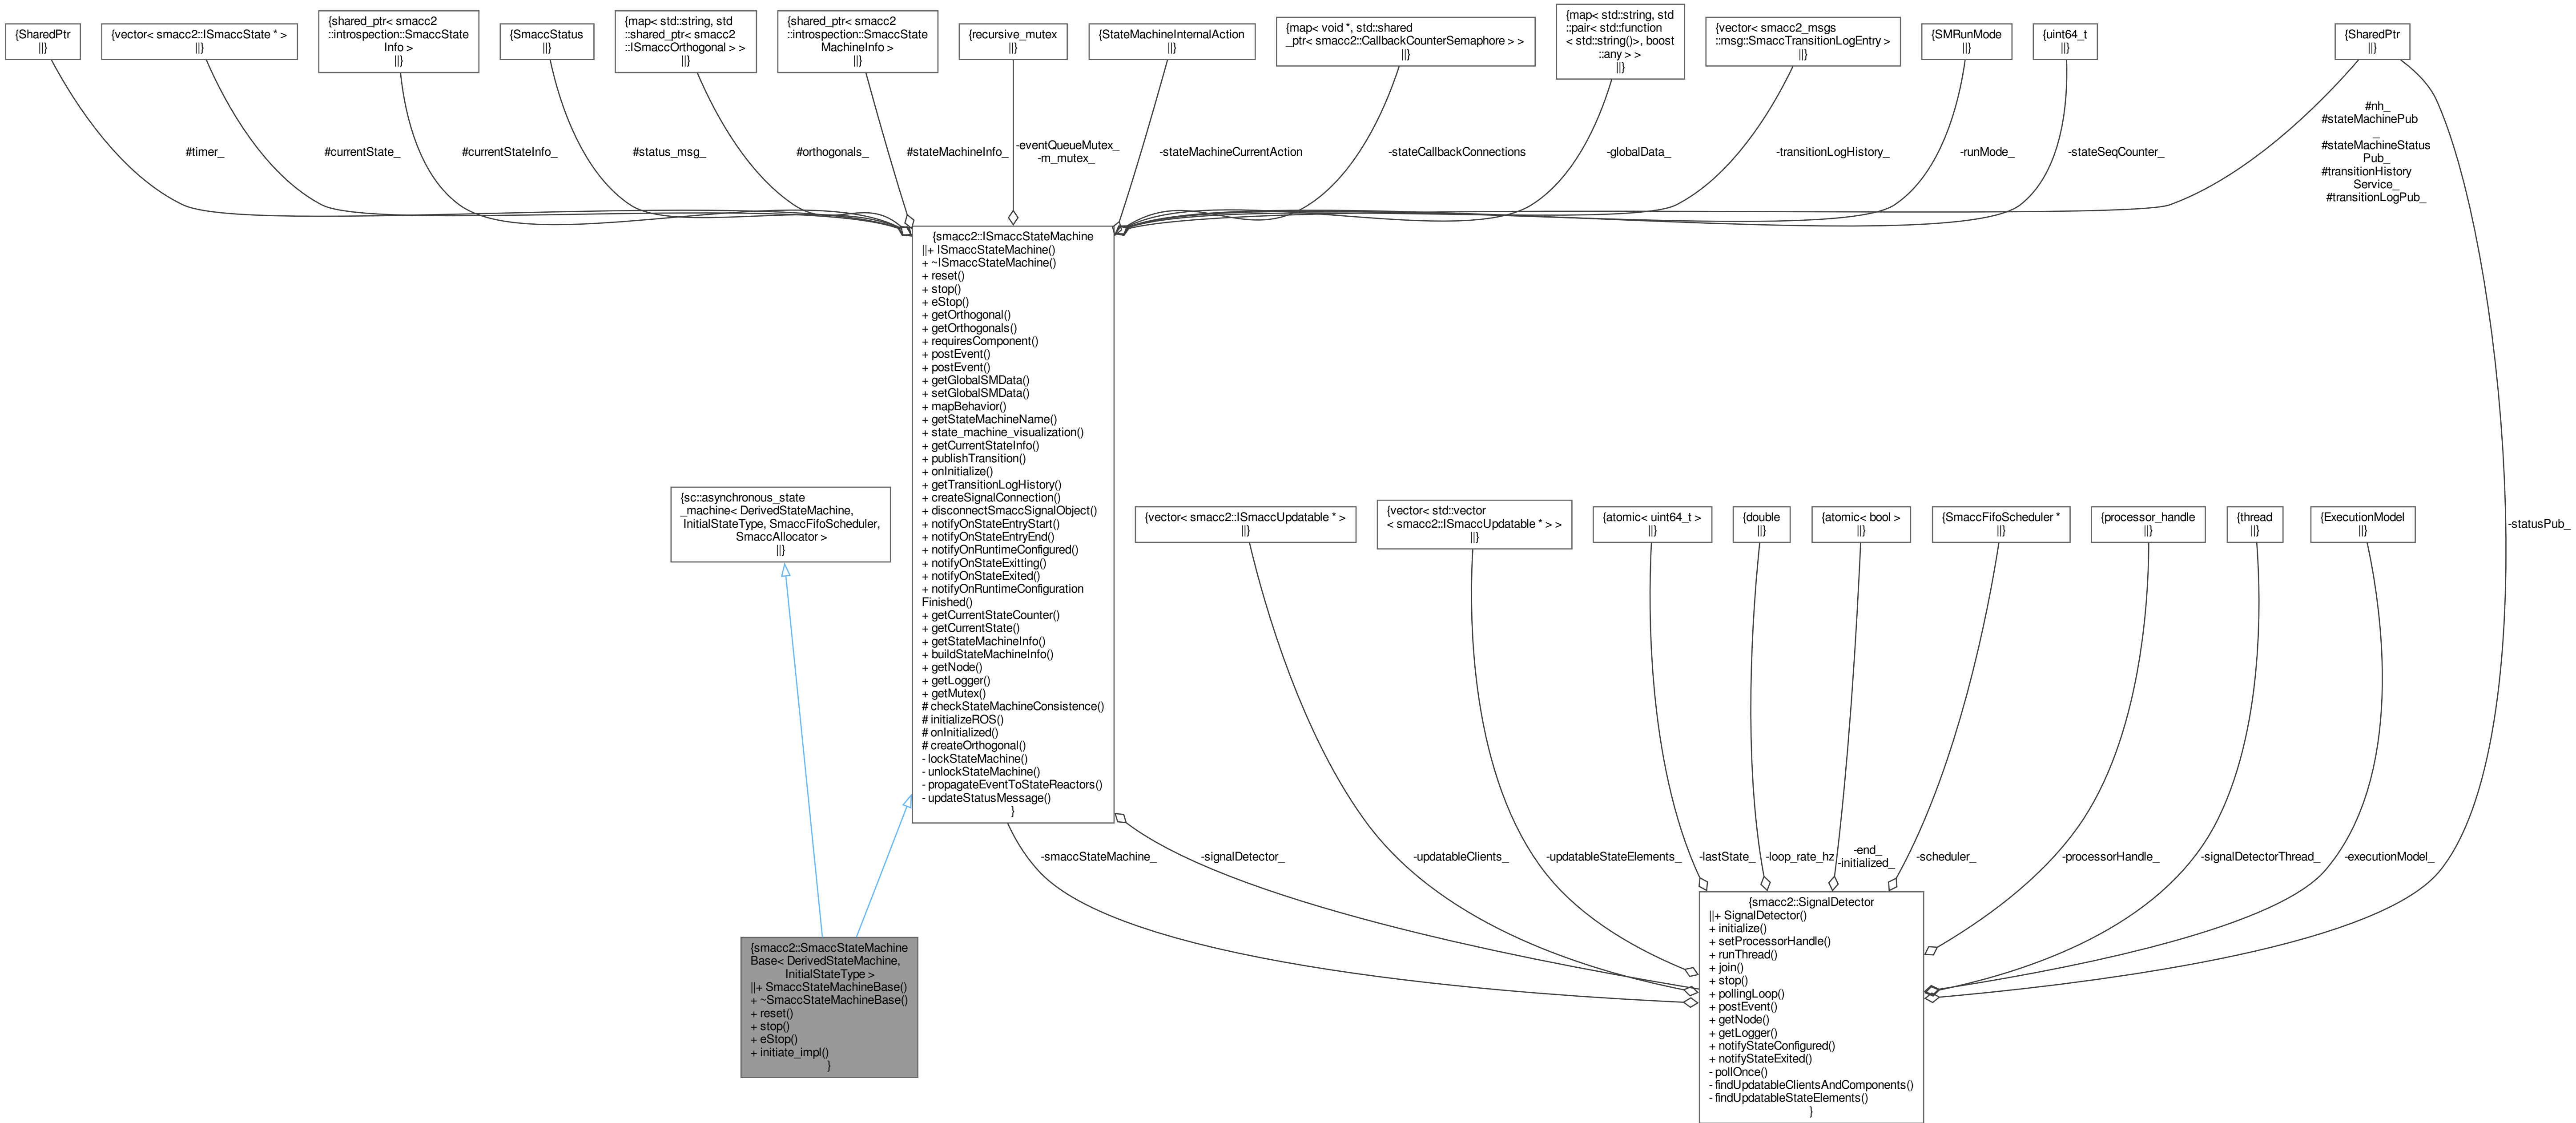 {SharedPtr
||}
{vector< smacc2::ISmaccState * >
||}
{shared_ptr< smacc2
::introspection::SmaccState
Info >
||}
{SmaccStatus
||}
{map< std::string, std
::shared_ptr< smacc2
::ISmaccOrthogonal > >
||}
{shared_ptr< smacc2
::introspection::SmaccState
MachineInfo >
||}
{recursive_mutex
||}
{StateMachineInternalAction
||}
{map< void *, std::shared
_ptr< smacc2::CallbackCounterSemaphore > >
||}
{map< std::string, std
::pair< std::function
< std::string()>, boost
::any > >
||}
{vector< smacc2_msgs
::msg::SmaccTransitionLogEntry >
||}
{SMRunMode
||}
{uint64_t
||}
{SharedPtr
||}
#timer_
#currentState_
#currentStateInfo_
#status_msg_
#orthogonals_
#stateMachineInfo_
-eventQueueMutex_
-m_mutex_
-stateMachineCurrentAction
-stateCallbackConnections
-globalData_
-transitionLogHistory_
-runMode_
-stateSeqCounter_
#nh_
#stateMachinePub
_
#stateMachineStatus
Pub_
#transitionHistory
Service_
#transitionLogPub_
{smacc2::ISmaccStateMachine
||+ ISmaccStateMachine()
+ ~ISmaccStateMachine()
+ reset()
+ stop()
+ eStop()
+ getOrthogonal()
+ getOrthogonals()
+ requiresComponent()
+ postEvent()
+ postEvent()
+ getGlobalSMData()
+ setGlobalSMData()
+ mapBehavior()
+ getStateMachineName()
+ state_machine_visualization()
+ getCurrentStateInfo()
+ publishTransition()
+ onInitialize()
+ getTransitionLogHistory()
+ createSignalConnection()
+ disconnectSmaccSignalObject()
+ notifyOnStateEntryStart()
+ notifyOnStateEntryEnd()
+ notifyOnRuntimeConfigured()
+ notifyOnStateExitting()
+ notifyOnStateExited()
+ notifyOnRuntimeConfiguration
Finished()
+ getCurrentStateCounter()
+ getCurrentState()
+ getStateMachineInfo()
+ buildStateMachineInfo()
+ getNode()
+ getLogger()
+ getMutex()
# checkStateMachineConsistence()
# initializeROS()
# onInitialized()
# createOrthogonal()
- lockStateMachine()
- unlockStateMachine()
- propagateEventToStateReactors()
- updateStatusMessage()
}
{sc::asynchronous_state
_machine< DerivedStateMachine,
InitialStateType, SmaccFifoScheduler,
SmaccAllocator >
||}
{vector< smacc2::ISmaccUpdatable * >
||}
{vector< std::vector
< smacc2::ISmaccUpdatable * > >
||}
{atomic< uint64_t >
||}
{double
||}
{atomic< bool >
||}
{SmaccFifoScheduler *
||}
{processor_handle
||}
{thread
||}
{ExecutionModel
||}
-statusPub_
-smaccStateMachine_
-signalDetector_
-updatableClients_
-updatableStateElements_
-lastState_
-loop_rate_hz
-end_
-initialized_
-scheduler_
-processorHandle_
-signalDetectorThread_
-executionModel_
{smacc2::SmaccStateMachine
Base< DerivedStateMachine,
InitialStateType >
||+ SmaccStateMachineBase()
+ ~SmaccStateMachineBase()
+ reset()
+ stop()
+ eStop()
+ initiate_impl()
}
{smacc2::SignalDetector
||+ SignalDetector()
+ initialize()
+ setProcessorHandle()
+ runThread()
+ join()
+ stop()
+ pollingLoop()
+ postEvent()
+ getNode()
+ getLogger()
+ notifyStateConfigured()
+ notifyStateExited()
- pollOnce()
- findUpdatableClientsAndComponents()
- findUpdatableStateElements()
}